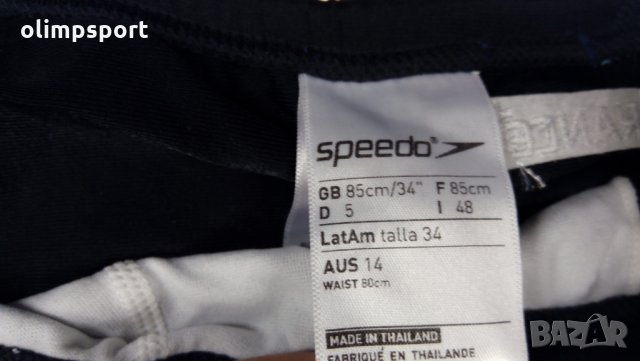 olimpsport
speedo
GB 85cm/34" F 85cm
D 5 I 48
LatAm talla 34
AUS 14
WAIST 80cm
MADE IN THAILAND
FABRIQUÉ EN THAILANDE
BAZAR